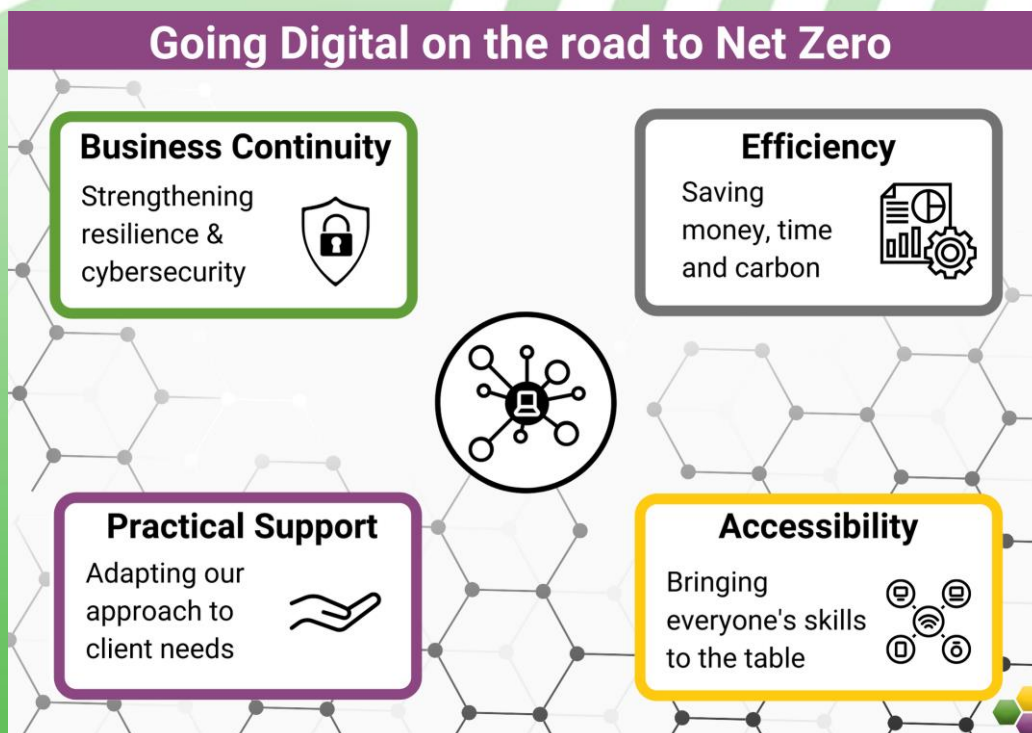 Going Digital on the road to Net Zero
Business Continuity
Strengthening
resilience &
cybersecurity
Efficiency
Saving
money, time
and carbon
Practical Support
Adapting our
approach to
client needs
Accessibility
Bringing
everyone's skills
to the table